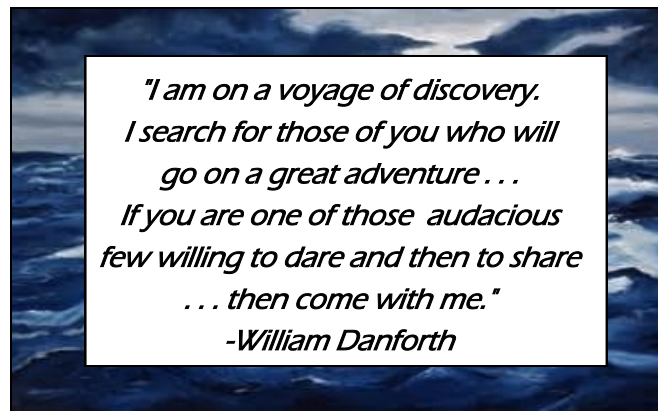 "I am on a voyage of discovery.
I search for those of you who will
go on a great adventure . . .
If you are one of those  audacious
few willing to dare and then to share
. . . then come with me."
-William Danforth